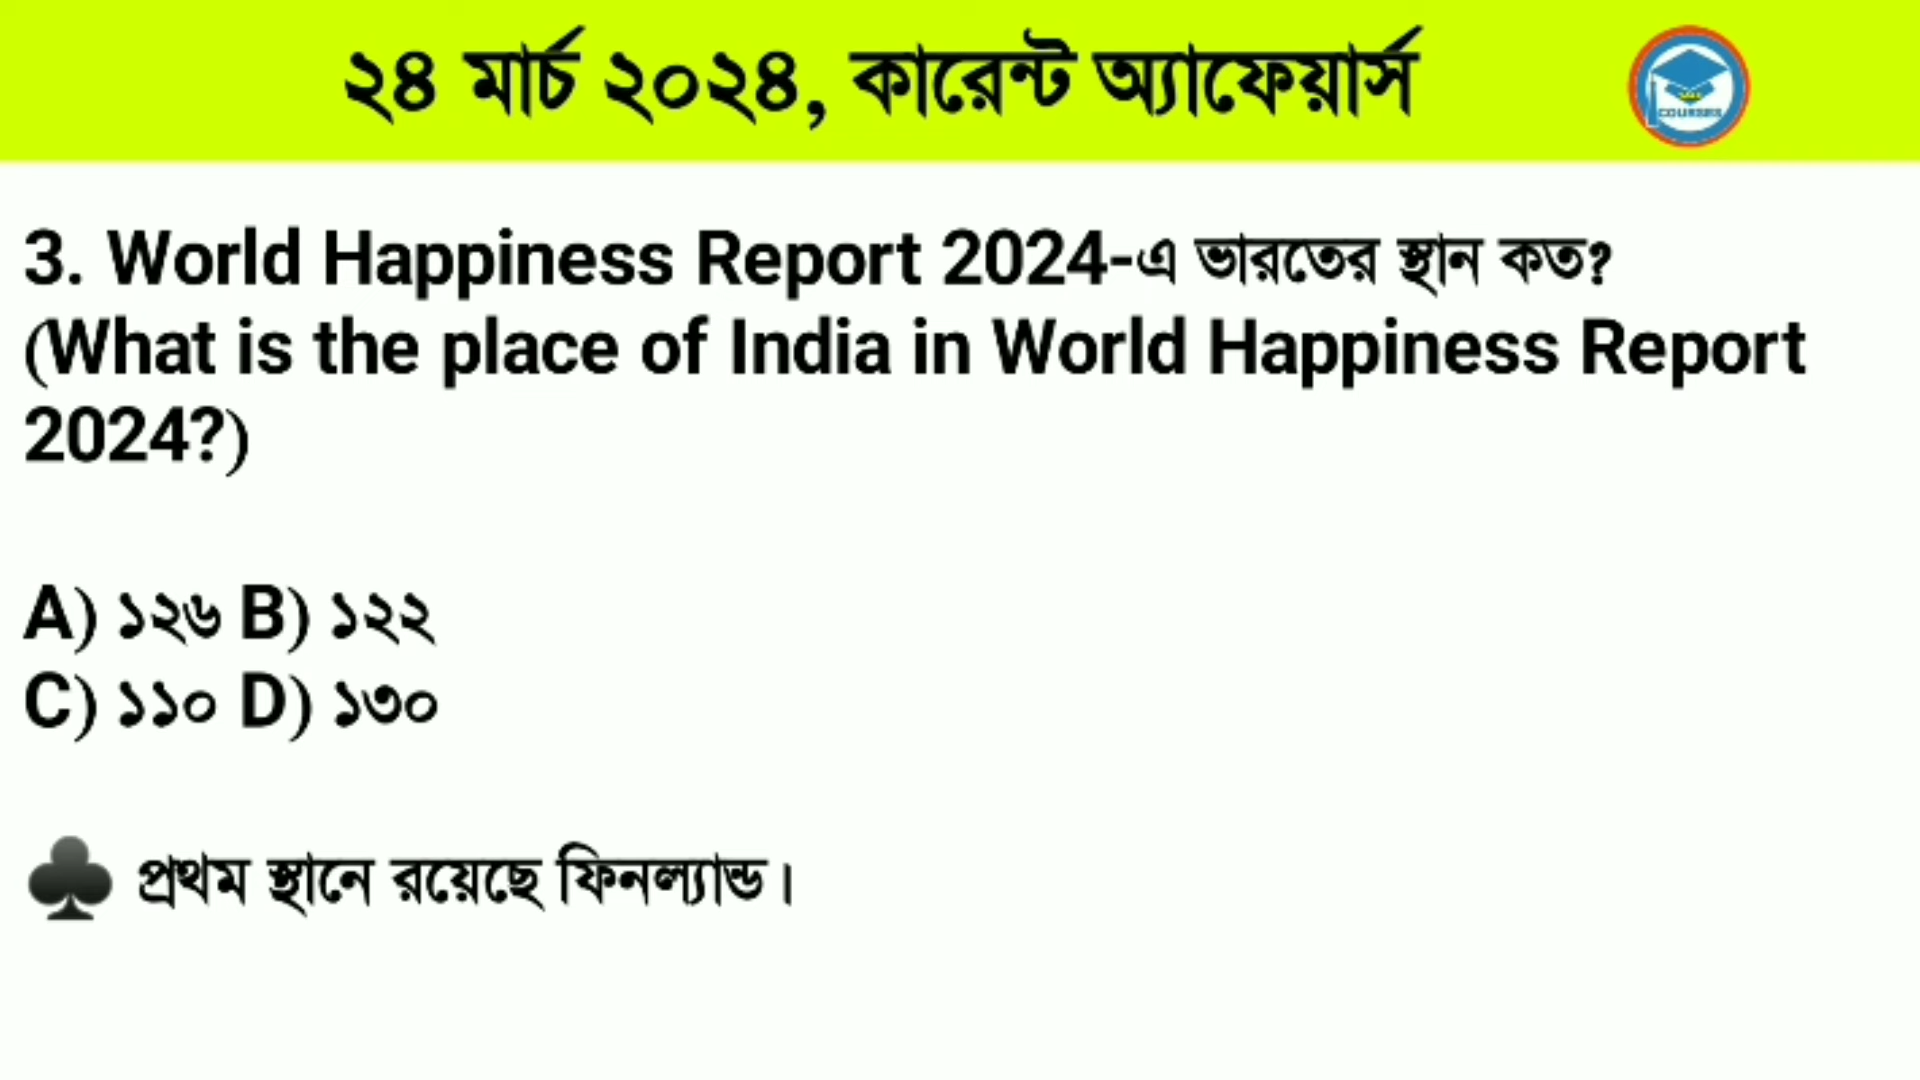 ২৪ মার্চ ২০২৪, কারেন্ট অ্যাফেয়ার্স
COURSES
3. World Happiness Report 2024-এ ভারতের স্থান কত?
(What is the place of India in World Happiness Report
2024?)
A) ১২৬ B) ১২২
C) ১১০ D) ১৩০
প্রথম স্থানে রয়েছে ফিনল্যান্ড।